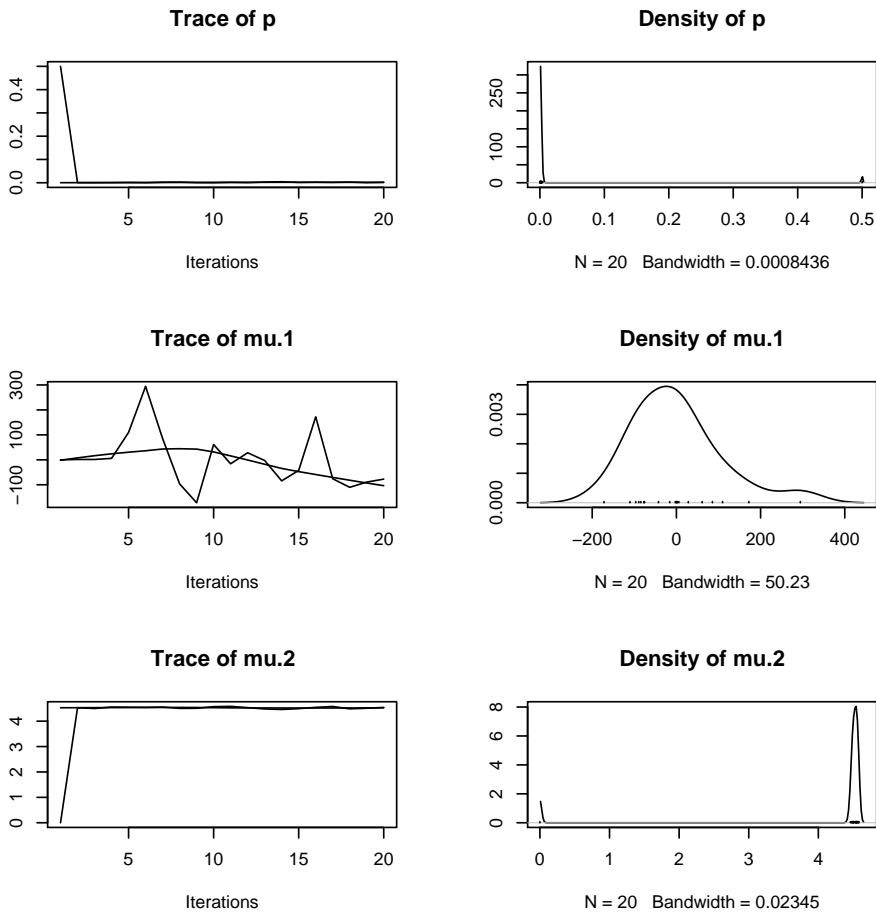 Trace of p
0.0 0.2 0.4
5 10 15 20
Iterations
Density of p
0 100 250
0.0 0.1 0.2 0.3 0.4 0.5
N = 20 Bandwidth = 0.0008436
Trace of mu.1
−100 100 300
5 10 15 20
Iterations
Density of mu.1
0.000 0.003
−200 0 200 400
N = 20 Bandwidth = 50.23
Trace of mu.2
0 1 2 3 4
5 10 15 20
Iterations
Density of mu.2
0 2 4 6 8
0 1 2 3 4
N = 20 Bandwidth = 0.02345